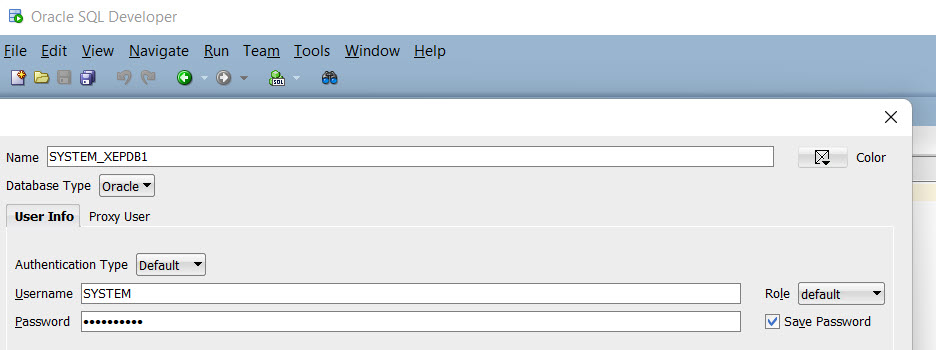 Oracle SQL Developer
File Edit View Navigate Run Team Tools Window Help
SQL
Name SYSTEM_XEPDB1 Color
Database Type Oracle
User Info Proxy User
Authentication Type Default
Username SYSTEM Role default
Password •••••••••• Save Password